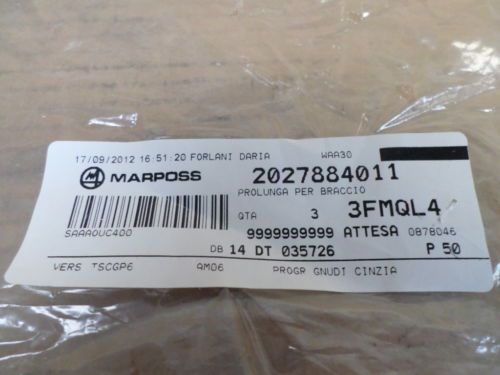 17/09/2012 16:51:20 FORLANI DARIA WAA30
MARPOSS 2027884011
PROLUNGA PER BRACCIO
QTA 3 3FMQL4
SAAA0UC400 9999999999 ATTESA 0878046
DB 14 DT 035726 P 50
VERS TSCGP6 AM06 PROGR GNUDI CINZIA